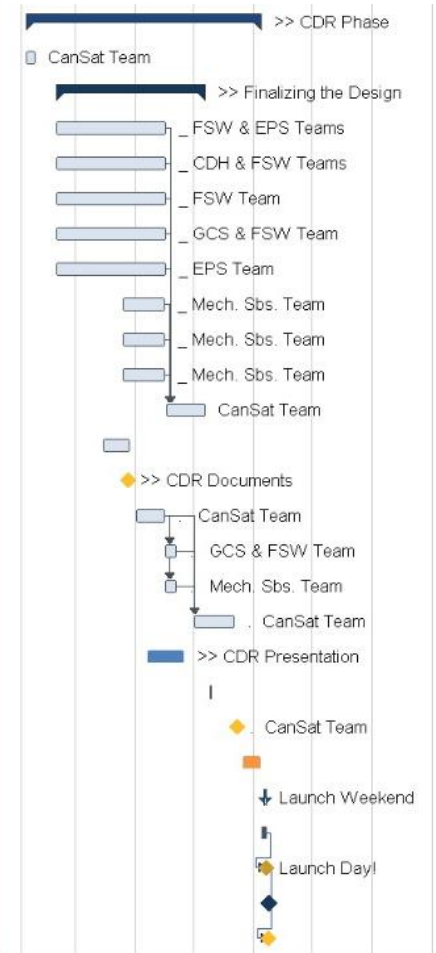 >> CDR Phase
CanSat Team
>> Finalizing the Design
_ FSW & EPS Teams
_ CDH & FSW Teams
_ FSW Team
_ GCS & FSW Team
_ EPS Team
_ Mech. Sbs. Team
_ Mech. Sbs. Team
_ Mech. Sbs. Team
CanSat Team
>> CDR Documents
CanSat Team
GCS & FSW Team
Mech. Sbs. Team
. CanSat Team
>> CDR Presentation
. CanSat Team
Launch Weekend
Launch Day!